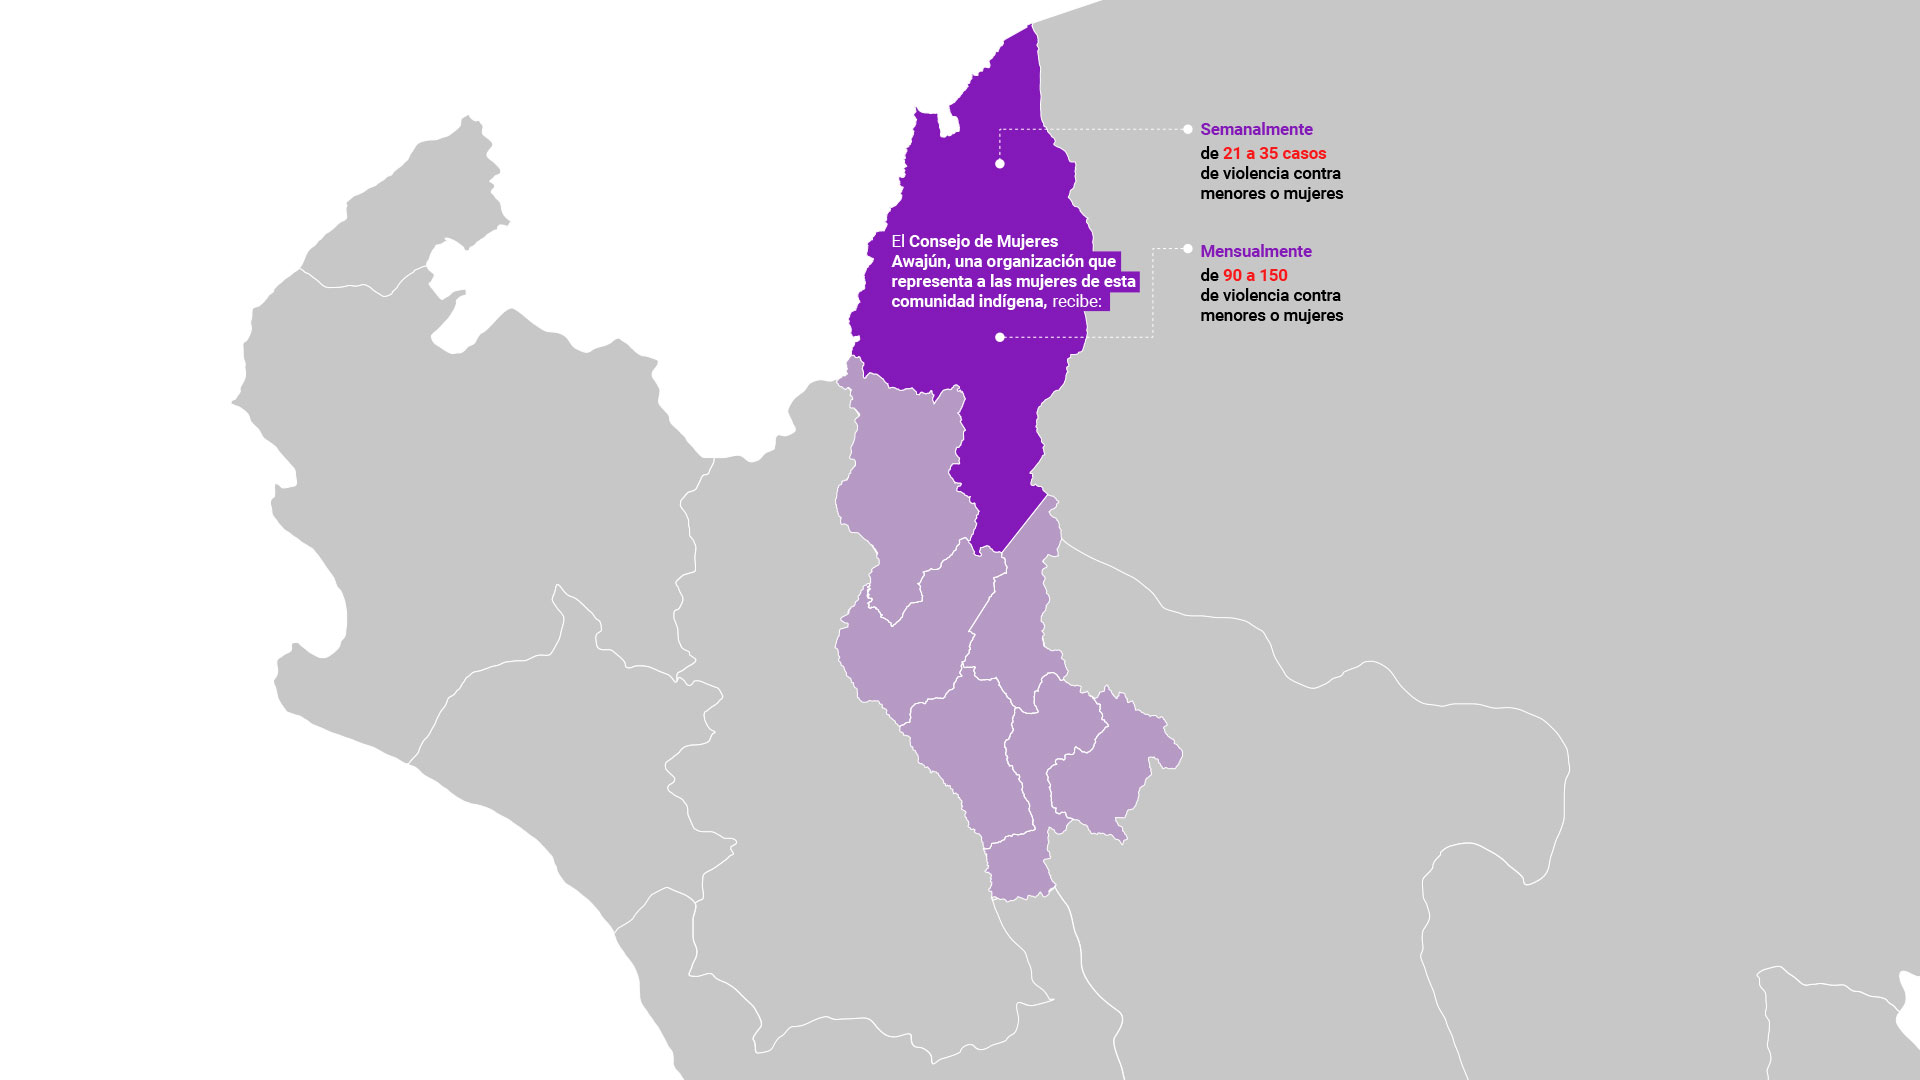 El Consejo de Mujeres
Awajún, una organización que
representa a las mujeres de esta
comunidad indígena, recibe:
Semanalmente
de 21 a 35 casos
de violencia contra
menores o mujeres
Mensualmente
de 90 a 150
de violencia contra
menores o mujeres